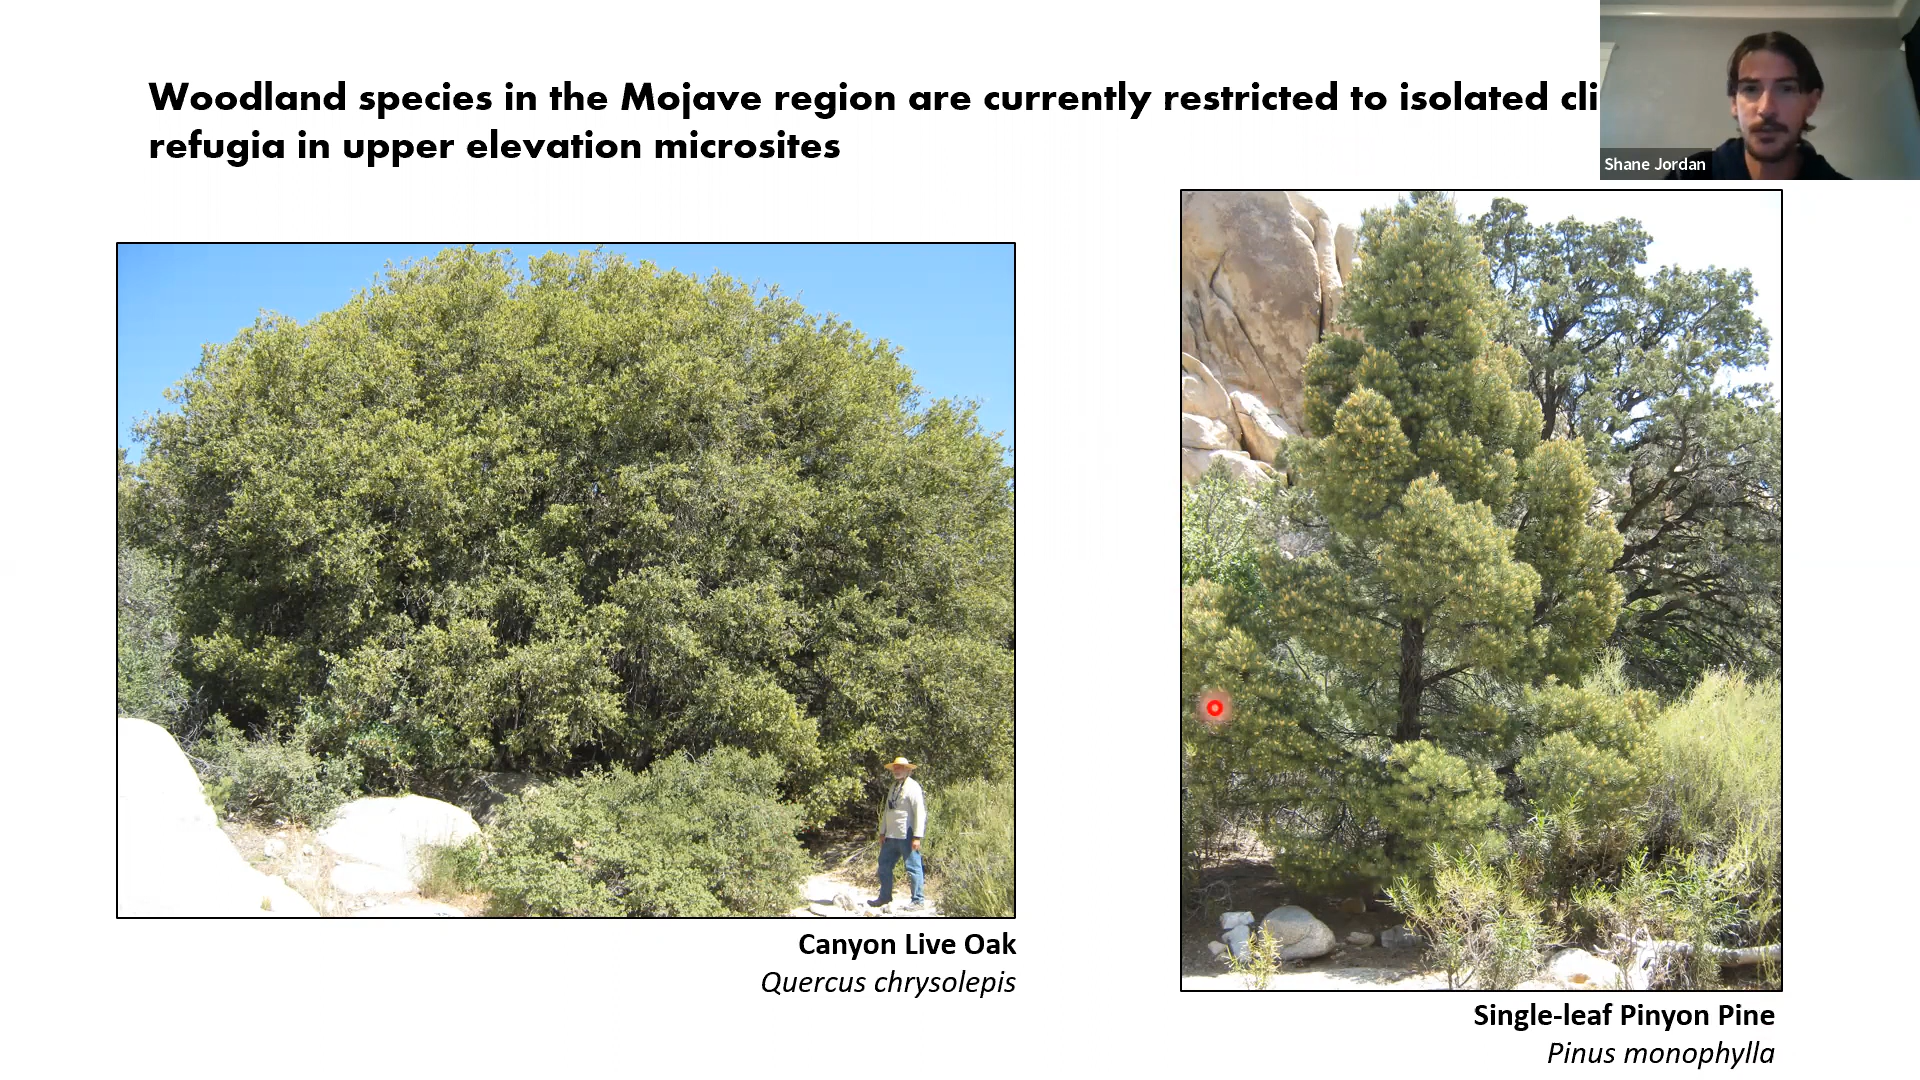 Woodland species in the Mojave region are currently restricted to isolated cli
refugia in upper elevation microsites
Shane Jordan
Canyon Live Oak
Quercus chrysolepis
Single-leaf Pinyon Pine
Pinus monophylla